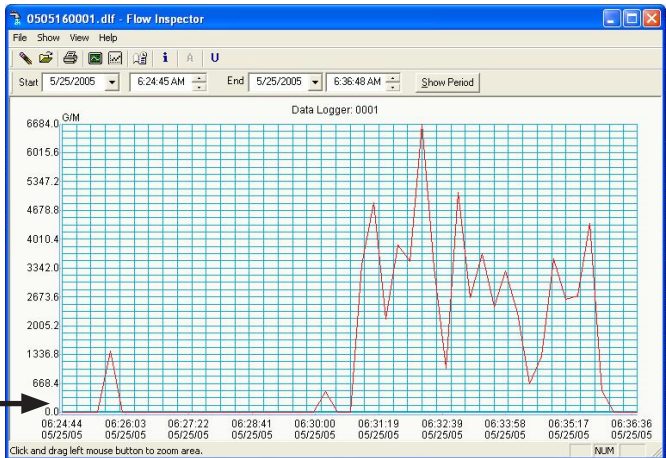 0505160001.dlf - Flow Inspector
File Show View Help
i A U
Start 5/25/2005 6:24:45 AM End 5/25/2005 6:36:48 AM Show Period
Data Logger: 0001
G/M
6684.0
6015.6
5347.2
4678.8
4010.4
3342.0
2673.6
2005.2
1336.8
668.4
0.0
06:24:44 06:26:03 06:27:22 06:28:41 06:30:00 06:31:19 06:32:39 06:33:58 06:35:17 06:36:36
05/25/05 05/25/05 05/25/05 05/25/05 05/25/05 05/25/05 05/25/05 05/25/05 05/25/05 05/25/05
Click and drag left mouse button to zoom area. NUM